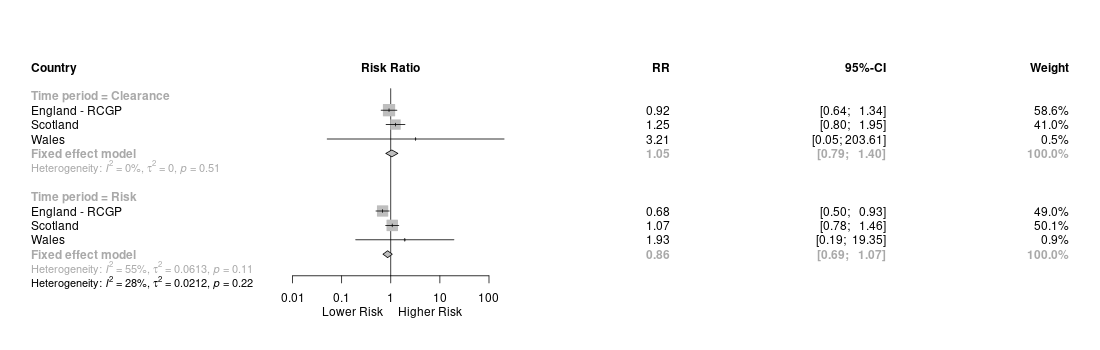 Country Risk Ratio RR 95%-CI Weight
Time period = Clearance
England - RCGP 0.92 [0.64; 1.34] 58.6%
Scotland 1.25 [0.80; 1.95] 41.0%
Wales 3.21 [0.05; 203.61] 0.5%
Fixed effect model 1.05 [0.79; 1.40] 100.0%
Heterogeneity: I² = 0%, τ² = 0, p = 0.51
Time period = Risk
England - RCGP 0.68 [0.50; 0.93] 49.0%
Scotland 1.07 [0.78; 1.46] 50.1%
Wales 1.93 [0.19; 19.35] 0.9%
Fixed effect model 0.86 [0.69; 1.07] 100.0%
Heterogeneity: I² = 55%, τ² = 0.0613, p = 0.11
Heterogeneity: I² = 28%, τ² = 0.0212, p = 0.22
0.01 0.1 1 10 100
Lower Risk Higher Risk